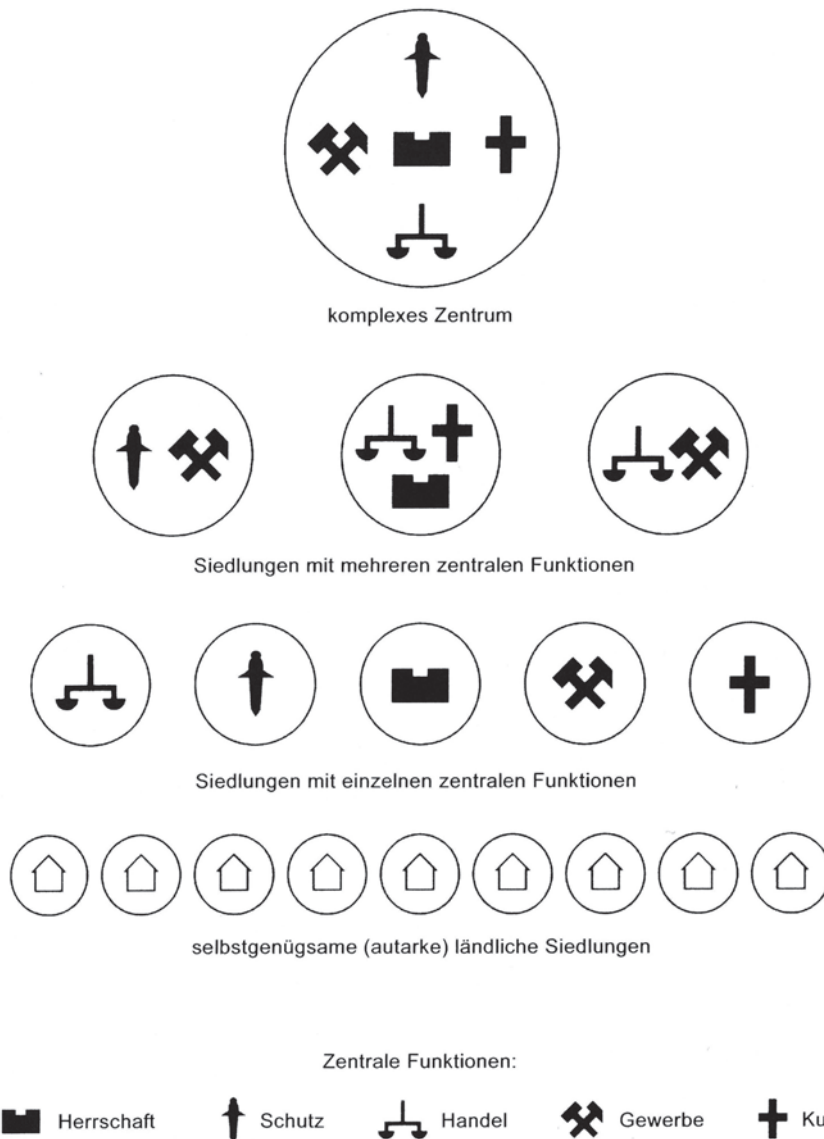 komplexes Zentrum
Siedlungen mit mehreren zentralen Funktionen
Siedlungen mit einzelnen zentralen Funktionen
selbstgenügsame (autarke) ländliche Siedlungen
Zentrale Funktionen:
Herrschaft Schutz Handel Gewerbe Ku